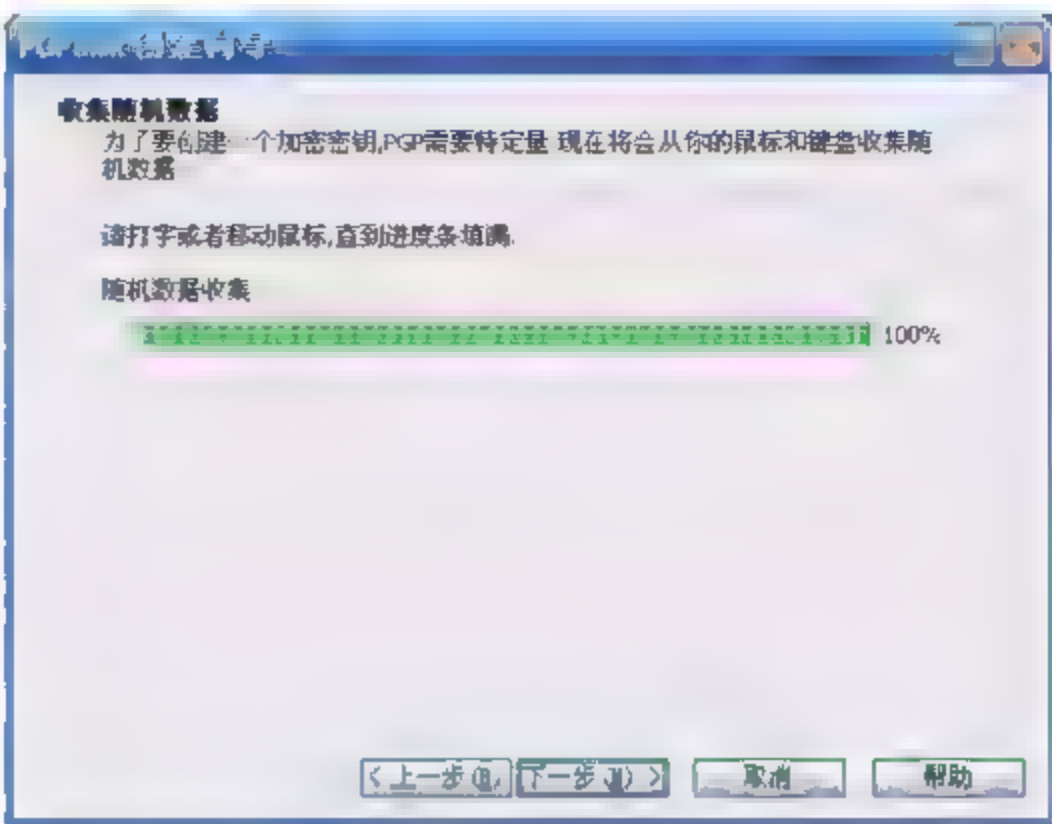 收集随机数据
为了要创建一个加密密钥,PGP需要特定量 现在将会从你的鼠标和键盘收集随
机数据
请打字或者移动鼠标,直到进度条填满.
随机数据收集
100%
< 上一步(B) 下一步(N) > 取消 帮助